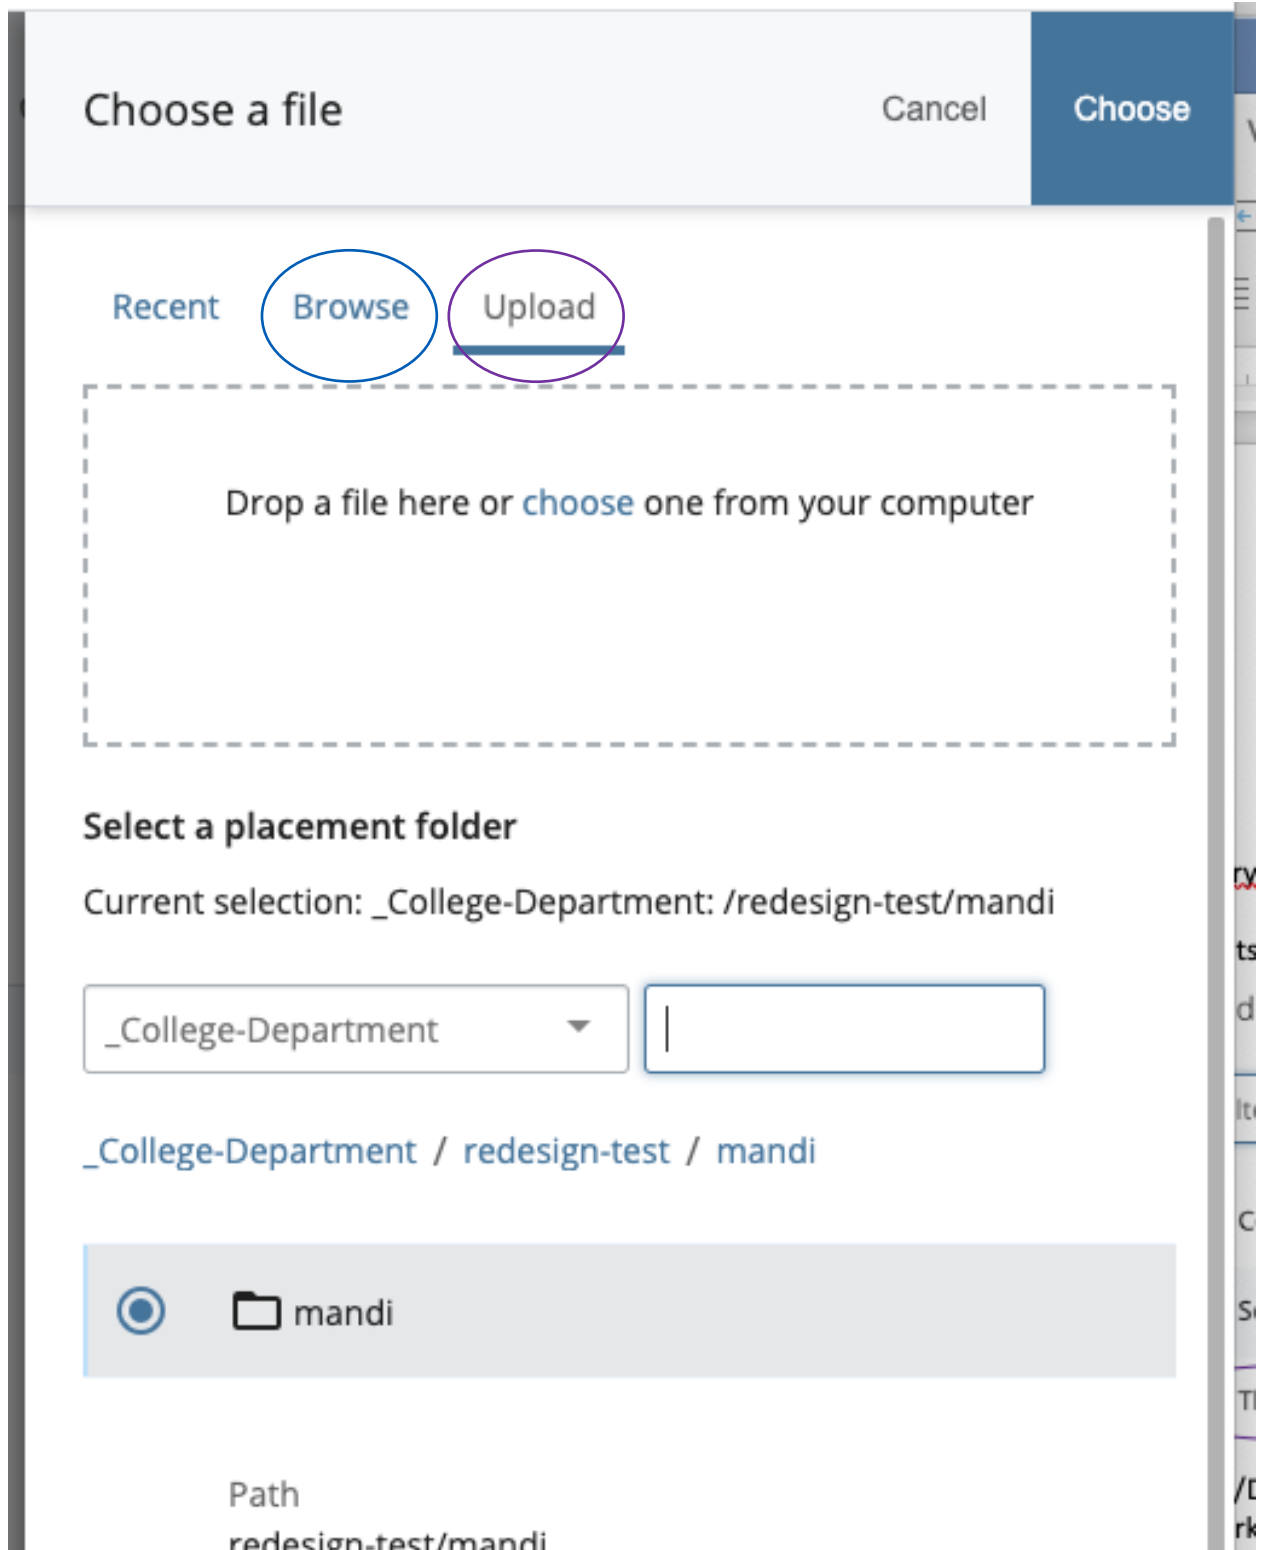 Choose a file
Cancel
Choose
Recent
Browse
Upload
Drop a file here or choose one from your computer
Select a placement folder
Current selection: _College-Department: /redesign-test/mandi
_College-Department
_College-Department / redesign-test / mandi
mandi
Path
redesign-test/mandi